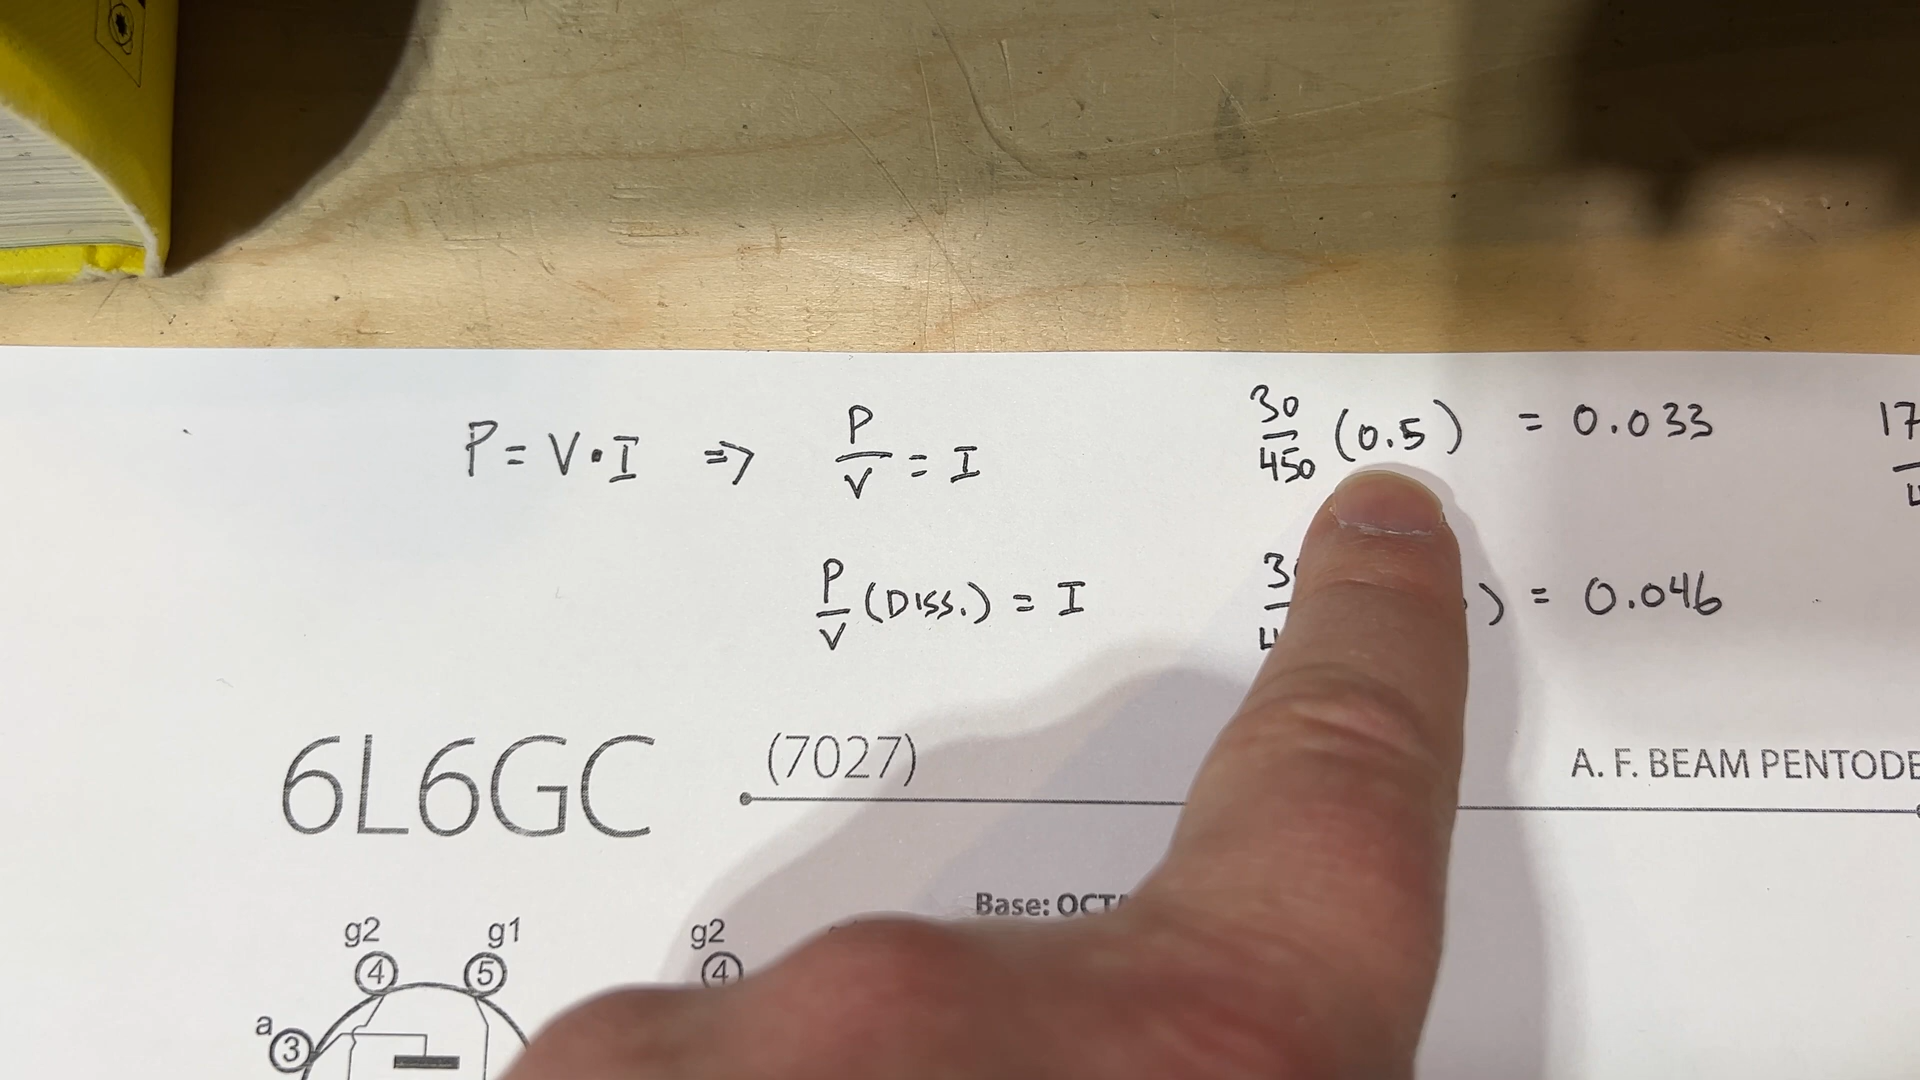 P = V • I ⇒ P/V = I
30/450 (0.5) = 0.033
17
P/V (DISS.) = I
) = 0.046
6L6GC
(7027)
A. F. BEAM PENTODE
Base:
g2
g1
g2
4
5
4
a
3